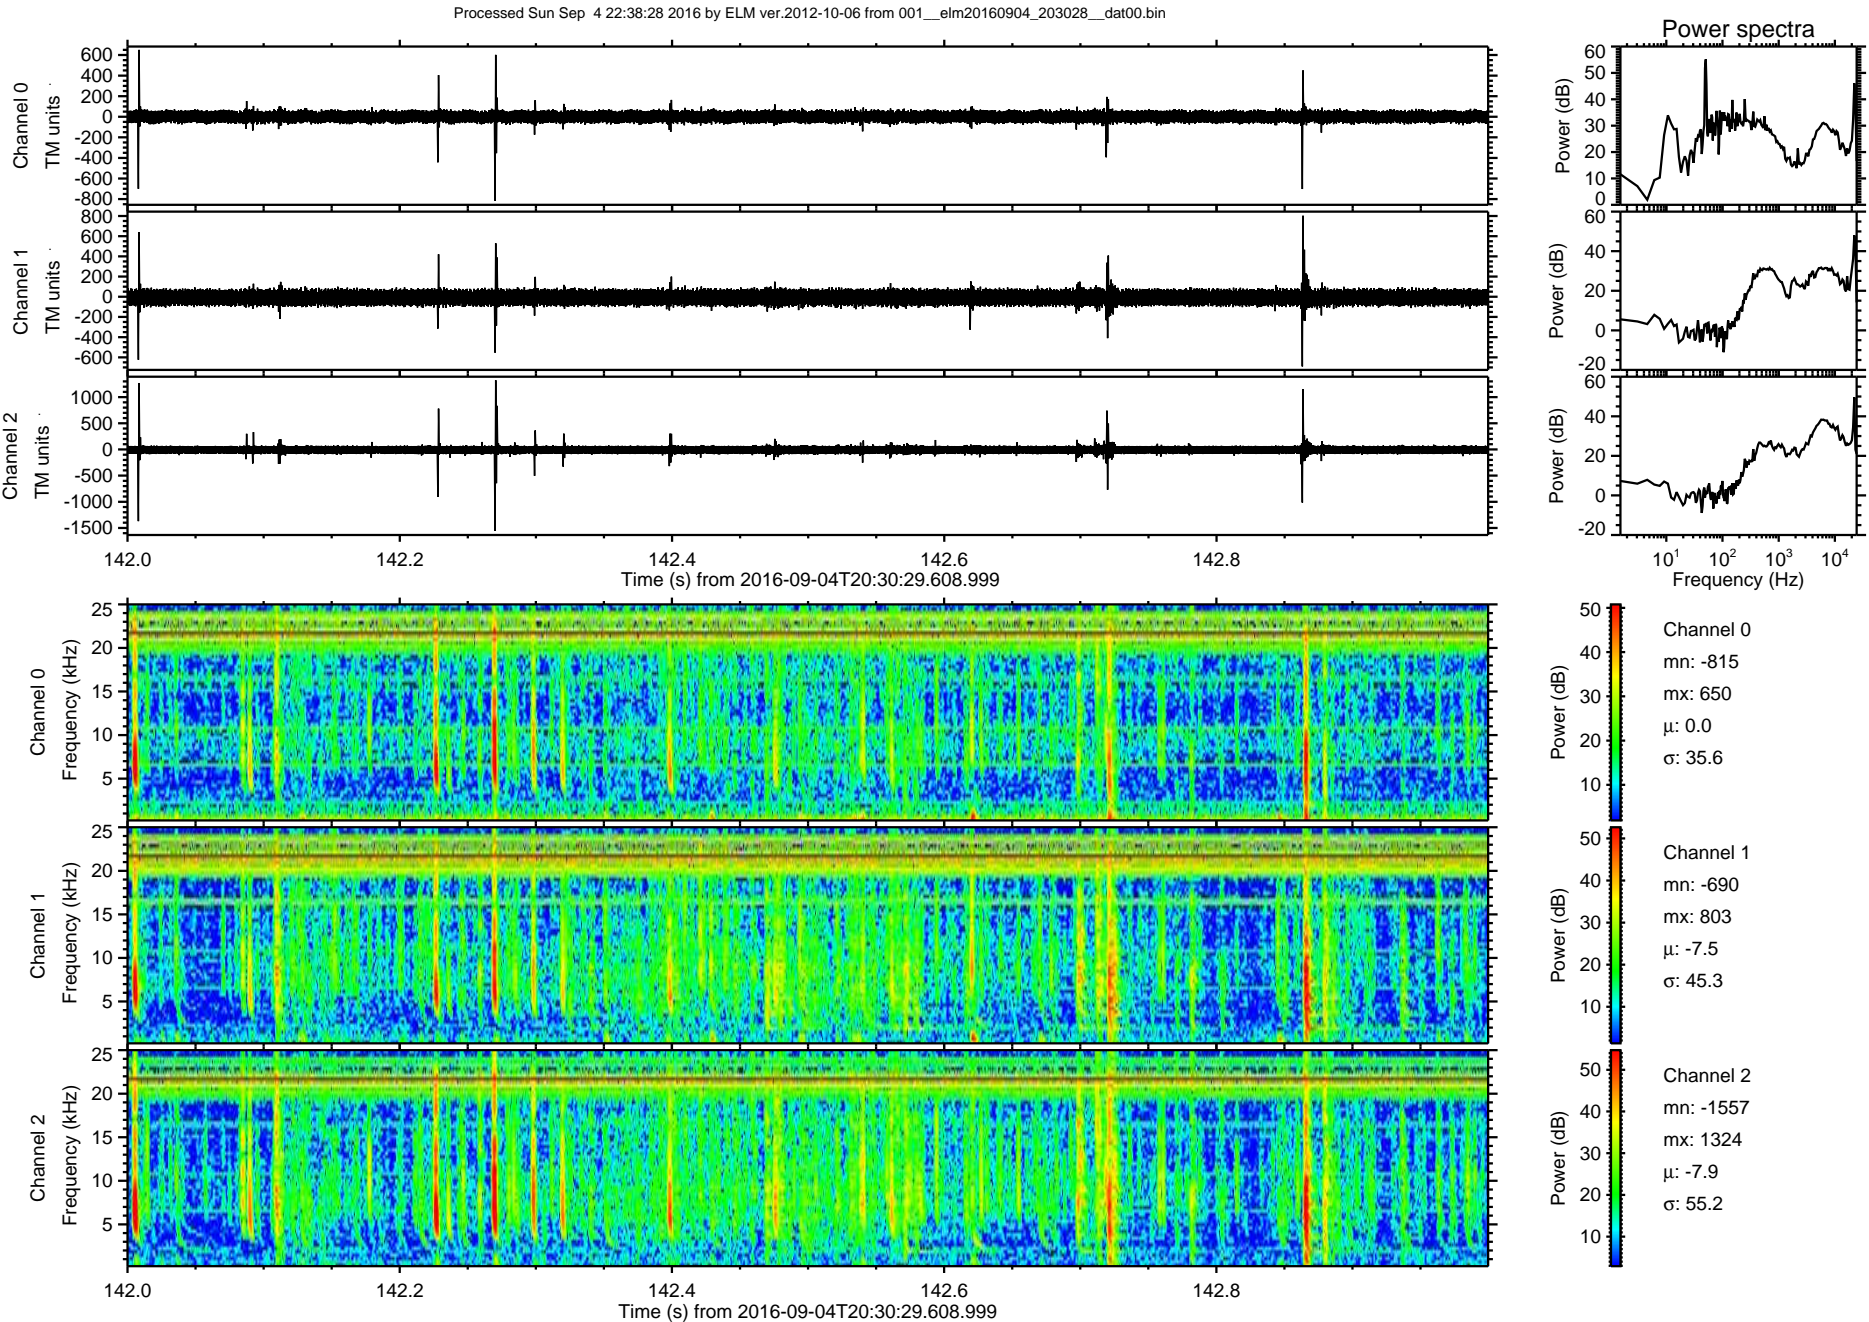 Processed Sun Sep  4 22:38:28 2016 by ELM ver.2012-10-06 from 001__elm20160904_203028__dat00.bin
Power spectra
Channel 0
TM units
600
400
200
0
-200
-400
-600
-800
Power (dB)
60
50
40
30
20
10
0
Channel 1
TM units
800
600
400
200
0
-200
-400
-600
Power (dB)
60
40
20
0
-20
Channel 2
TM units
1000
500
0
-500
-1000
-1500
Power (dB)
60
40
20
0
-20
142.0 142.2 142.4 142.6 142.8
Time (s) from 2016-09-04T20:30:29.608.999
10^1 10^2 10^3 10^4
Frequency (Hz)
Channel 0
Frequency (kHz)
25
20
15
10
5
Power (dB)
50
40
30
20
10
Channel 0
mn: -815
mx: 650
μ: 0.0
σ: 35.6
Channel 1
Frequency (kHz)
25
20
15
10
5
Power (dB)
50
40
30
20
10
Channel 1
mn: -690
mx: 803
μ: -7.5
σ: 45.3
Channel 2
Frequency (kHz)
25
20
15
10
5
Power (dB)
50
40
30
20
10
Channel 2
mn: -1557
mx: 1324
μ: -7.9
σ: 55.2
142.0 142.2 142.4 142.6 142.8
Time (s) from 2016-09-04T20:30:29.608.999